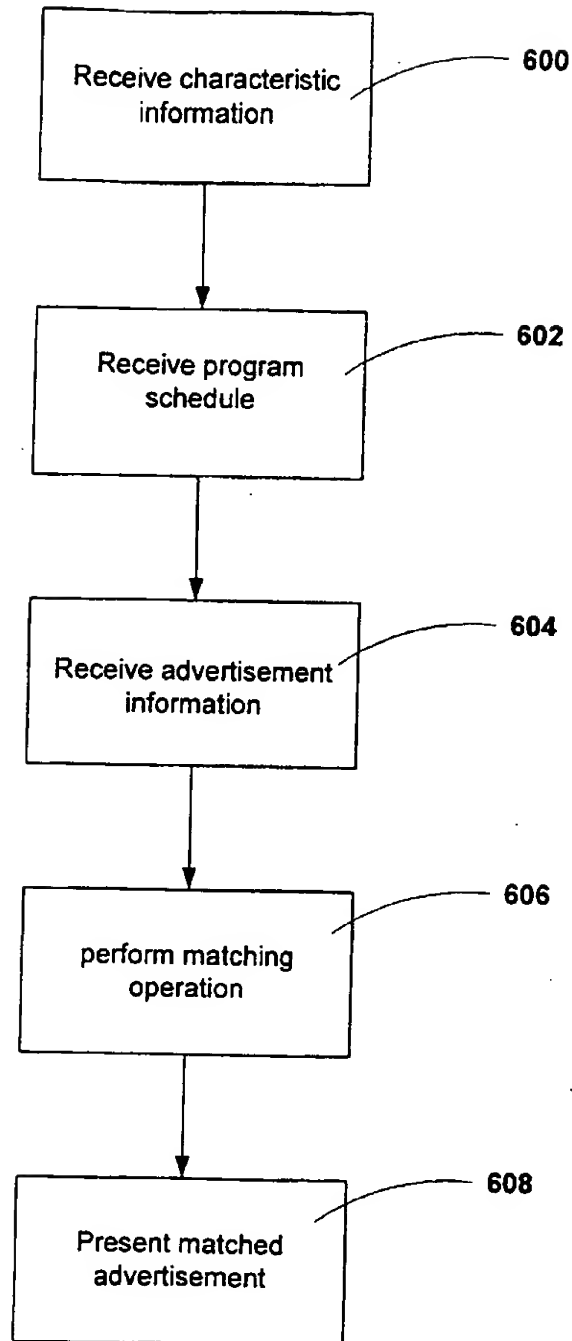 Receive characteristic
information
600
Receive program
schedule
602
Receive advertisement
information
604
perform matching
operation
606
Present matched
advertisement
608